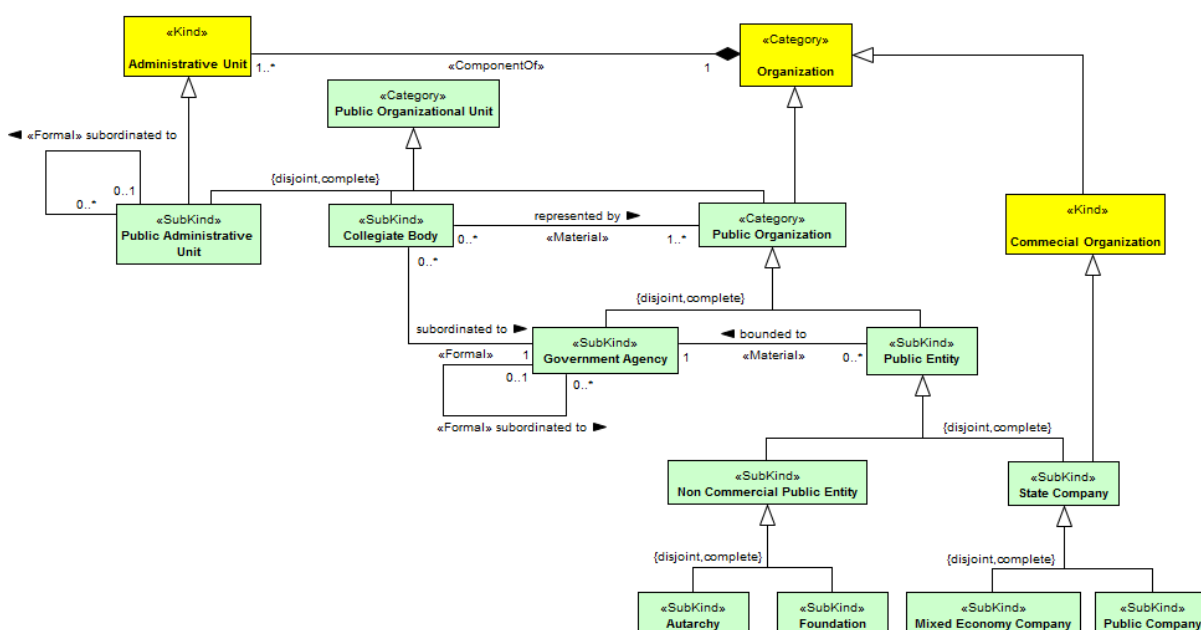 «Kind»
Administrative Unit
1..*
«ComponentOf»
1
«Category»
Organization
«Category»
Public Organizational Unit
◄ «Formal» subordinated to
0..1
0..*
{disjoint,complete}
«SubKind»
Public Administrative
Unit
«SubKind»
Collegiate Body
represented by ►
0..*
«Material»
1..*
«Category»
Public Organization
«Kind»
Commecial Organization
0..*
{disjoint,complete}
subordinated to ►
«Formal»
1
«SubKind»
Government Agency
◄ bounded to
1
«Material»
0..*
«SubKind»
Public Entity
0..1
0..*
«Formal» subordinated to ►
{disjoint,complete}
«SubKind»
Non Commercial Public Entity
«SubKind»
State Company
{disjoint,complete}
{disjoint,complete}
«SubKind»
Autarchy
«SubKind»
Foundation
«SubKind»
Mixed Economy Company
«SubKind»
Public Company